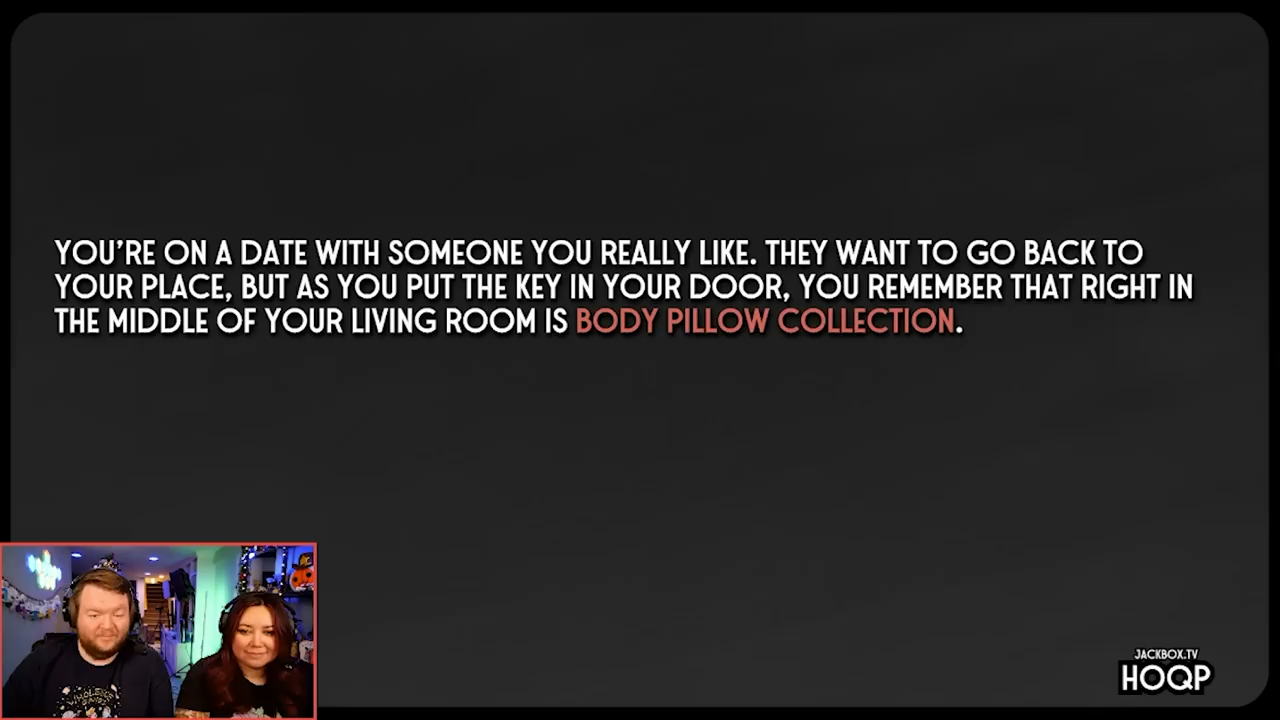 YOU'RE ON A DATE WITH SOMEONE YOU REALLY LIKE. THEY WANT TO GO BACK TO
YOUR PLACE, BUT AS YOU PUT THE KEY IN YOUR DOOR, YOU REMEMBER THAT RIGHT IN
THE MIDDLE OF YOUR LIVING ROOM IS BODY PILLOW COLLECTION.
JACKBOX.TV
HOQP